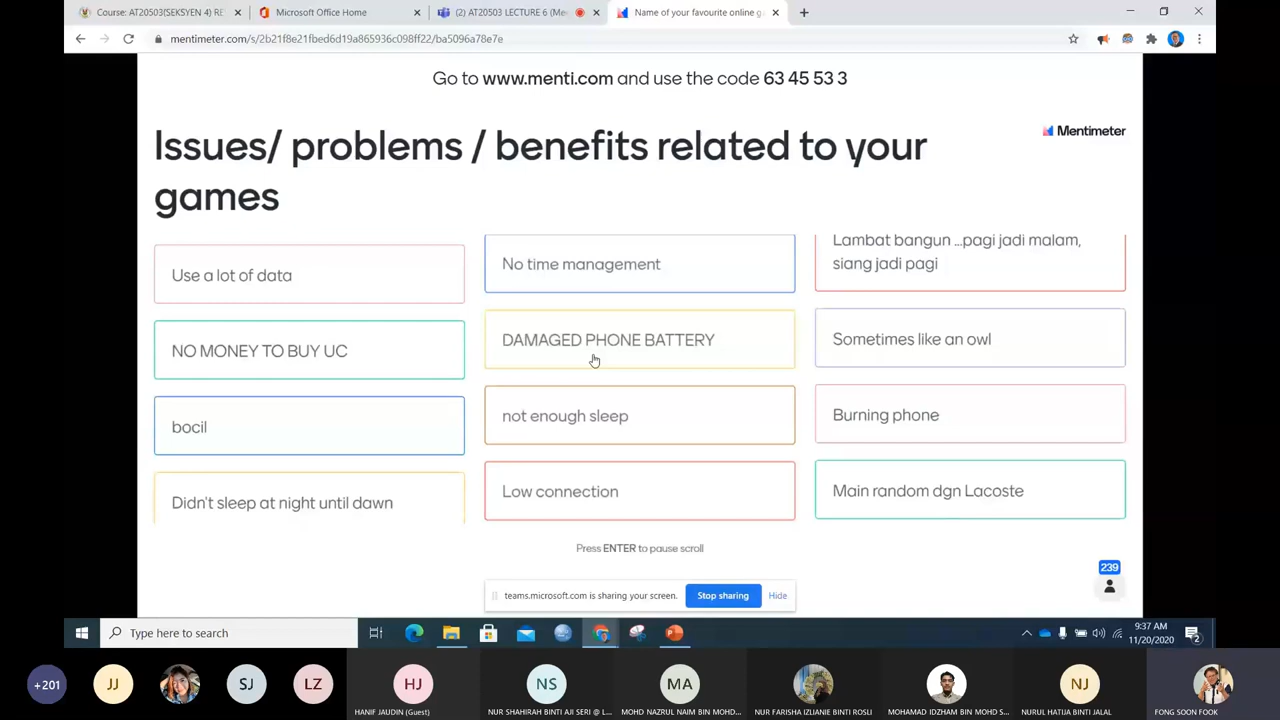 Course: AT20503(SEKSYEN 4) RE
Microsoft Office Home
(2) AT20503 LECTURE 6 (Me
Name of your favourite online g
mentimeter.com/s/2b21f8e21fbed6d19a865936c098ff22/ba5096a78e7e
Go to www.menti.com and use the code 63 45 53 3
Mentimeter
Issues/ problems / benefits related to your
games
Use a lot of data
NO MONEY TO BUY UC
bocil
Didn't sleep at night until dawn
No time management
DAMAGED PHONE BATTERY
not enough sleep
Low connection
Lambat bangun ...pagi jadi malam,
siang jadi pagi
Sometimes like an owl
Burning phone
Main random dgn Lacoste
Press ENTER to pause scroll
239
teams.microsoft.com is sharing your screen.
Stop sharing
Hide
Type here to search
9:37 AM
11/20/2020
2
+201
JJ
SJ
LZ
HJ
NS
MA
NJ
HANIF JAUDIN (Guest)
NUR SHAHIRAH BINTI AJI SERI @ L...
MOHD NAZRUL NAIM BIN MOHD...
NUR FARISHA IZLIANIE BINTI ROSLI
MOHAMAD IDZHAM BIN MOHD S...
NURUL HATIJA BINTI JALAL
FONG SOON FOOK